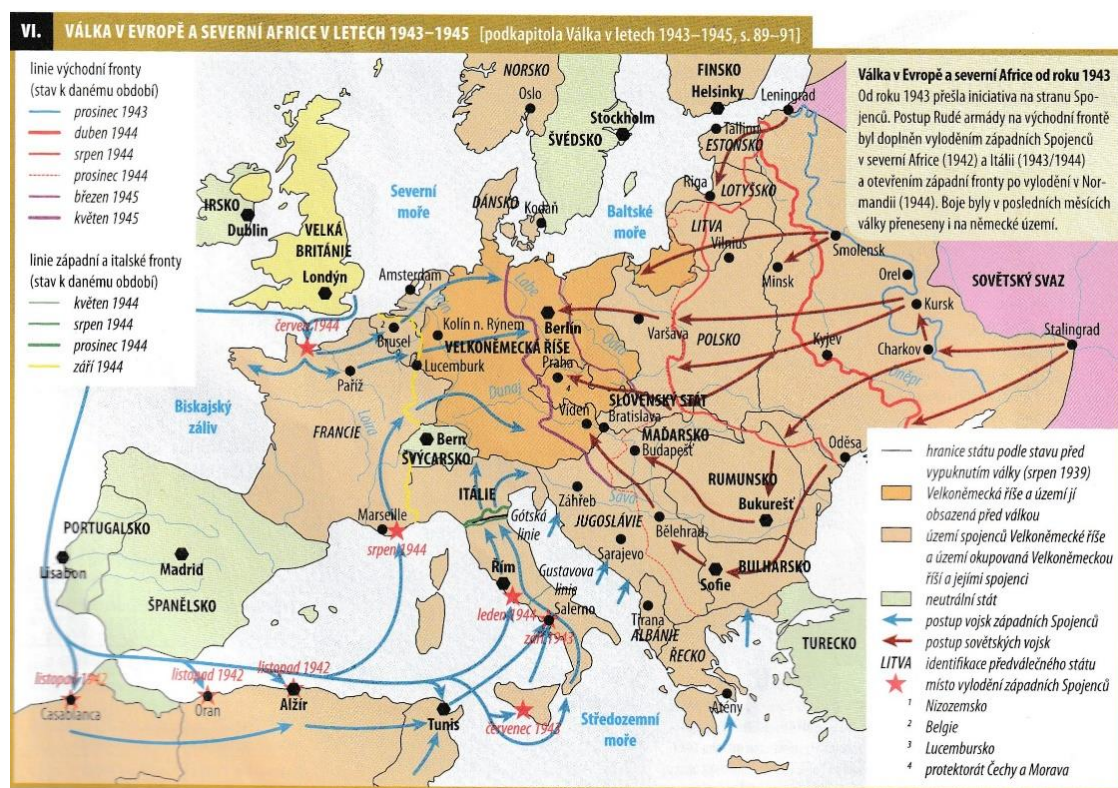 VI. VÁLKA V EVROPĚ A SEVERNÍ AFRICE V LETECH 1943–1945 [podkapitola Válka v letech 1943–1945, s. 89–91]
linie východní fronty
(stav k danému období)
prosinec 1943
duben 1944
srpen 1944
prosinec 1944
březen 1945
květen 1945
linie západní a italské fronty
(stav k danému období)
květen 1944
srpen 1944
prosinec 1944
září 1944
Válka v Evropě a severní Africe od roku 1943
Od roku 1943 přešla iniciativa na stranu Spo-
jenců. Postup Rudé armády na východní frontě
byl doplněn vyloděním západních Spojenců
v severní Africe (1942) a Itálii (1943/1944)
a otevřením západní fronty po vylodění v Nor-
mandii (1944). Boje byly v posledních měsících
války přeneseny i na německé území.
NORSKO
Oslo
FINSKO
Helsinky
Leningrad
Stockholm
ŠVÉDSKO
Tallinn
ESTONSKO
Severní
moře
DÁNSKO
Kodaň
Baltské
moře
Riga
LOTYŠSKO
LITVA
Vilnius
IRSKO
Dublin
VELKÁ
BRITÁNIE
Londýn
Smolensk
Minsk
Orel
SOVĚTSKÝ SVAZ
Kursk
Stalingrad
Charkov
Kyjev
Dněpr
Amsterdam
1
Labe
Rýn
Berlín
Varšava
POLSKO
Odra
červen 1944
2
Brusel
Kolín n. Rýnem
VELKONĚMECKÁ ŘÍŠE
3
Lucemburk
Praha
4
Paříž
Dunaj
Vídeň
SLOVENSKÝ STÁT
Bratislava
Biskajský
záliv
Loira
FRANCIE
Bern
ŠVÝCARSKO
MAĎARSKO
Budapešť
Oděsa
RUMUNSKO
Bukurešť
ITÁLIE
Záhřeb
Sáva
Gótská
linie
JUGOSLÁVIE
Bělehrad
Marseille
srpen 1944
Sarajevo
PORTUGALSKO
Lisabon
Madrid
ŠPANĚLSKO
Řím
leden 1944
Gustavova
linie
Salerno
září 1943
Sofie
BULHARSKO
Tirana
ALBÁNIE
ŘECKO
TURECKO
Atény
listopad 1942
Casablanca
listopad 1942
Oran
listopad 1942
Alžír
Tunis
červenec 1943
Středozemní
moře
hranice státu podle stavu před
vypuknutím války (srpen 1939)
Velkoněmecká říše a území jí
obsazená před válkou
území spojenců Velkoněmecké říše
a území okupovaná Velkoněmeckou
říší a jejími spojenci
neutrální stát
postup vojsk západních Spojenců
postup sovětských vojsk
LITVA identifikace předválečného státu
místo vylodění západních Spojenců
1 Nizozemsko
2 Belgie
3 Lucembursko
4 protektorát Čechy a Morava